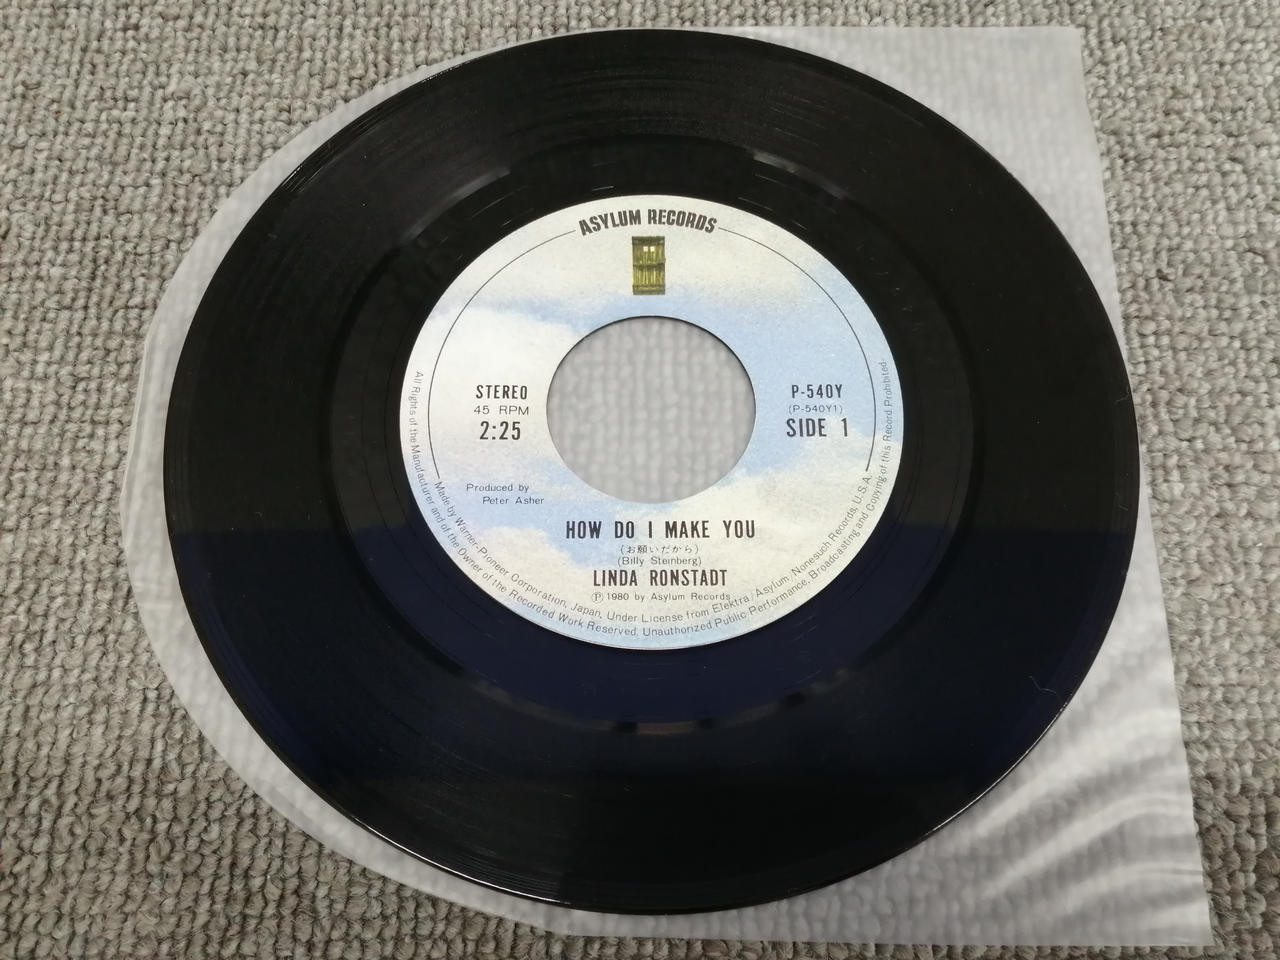 ASYLUM RECORDS
STEREO
45 RPM
2:25
P-540Y
(P-540Y1)
SIDE 1
Produced by
Peter Asher
HOW DO I MAKE YOU
(お願いだから)
(Billy Steinberg)
LINDA RONSTADT
Ⓟ1980 by Asylum Records
Made by Warner-Pioneer Corporation, Japan, Under License from Elektra/Asylum/Nonesuch Records, U.S.A.
All Rights of the Manufacturer and of the Owner of the Recorded Work Reserved. Unauthorized Public Performance, Broadcasting and Copying of this Record Prohibited.